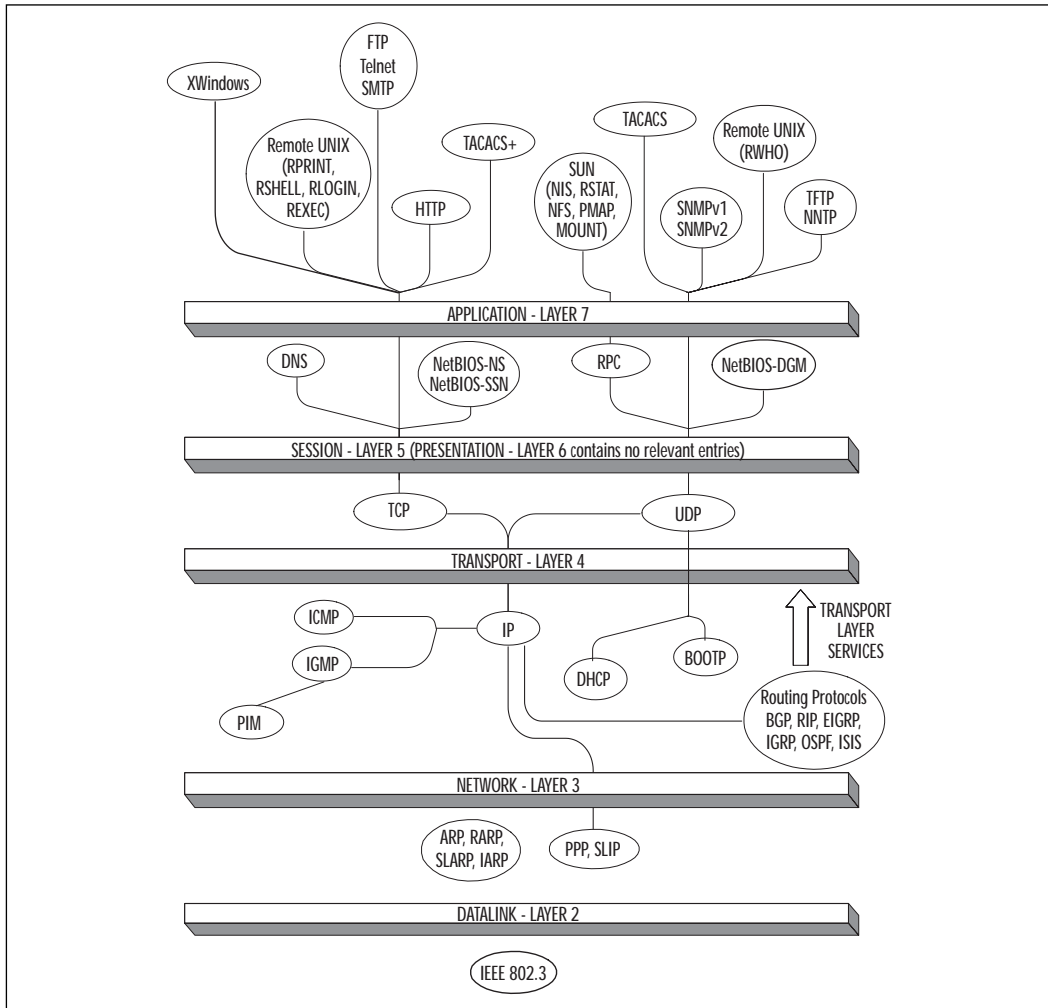 FTP
Telnet
SMTP
XWindows
TACACS+
TACACS
Remote UNIX
(RPRINT,
RSHELL, RLOGIN,
REXEC)
HTTP
SUN
(NIS, RSTAT,
NFS, PMAP,
MOUNT)
SNMPv1
SNMPv2
Remote UNIX
(RWHO)
TFTP
NNTP
APPLICATION - LAYER 7
DNS
NetBIOS-NS
NetBIOS-SSN
RPC
NetBIOS-DGM
SESSION - LAYER 5 (PRESENTATION - LAYER 6 contains no relevant entries)
TCP
UDP
TRANSPORT - LAYER 4
ICMP
IP
IGMP
PIM
DHCP
BOOTP
TRANSPORT
LAYER
SERVICES
Routing Protocols
BGP, RIP, EIGRP,
IGRP, OSPF, ISIS
NETWORK - LAYER 3
ARP, RARP,
SLARP, IARP
PPP, SLIP
DATALINK - LAYER 2
IEEE 802.3